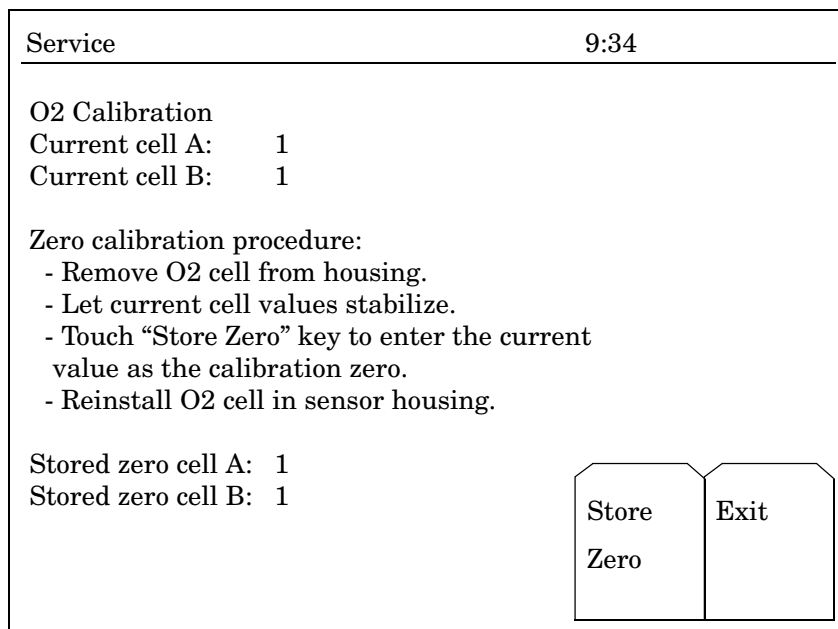 Service 9:34
O2 Calibration
Current cell A: 1
Current cell B: 1
Zero calibration procedure:
- Remove O2 cell from housing.
- Let current cell values stabilize.
- Touch “Store Zero” key to enter the current
value as the calibration zero.
- Reinstall O2 cell in sensor housing.
Stored zero cell A: 1
Stored zero cell B: 1
Store
Zero
Exit